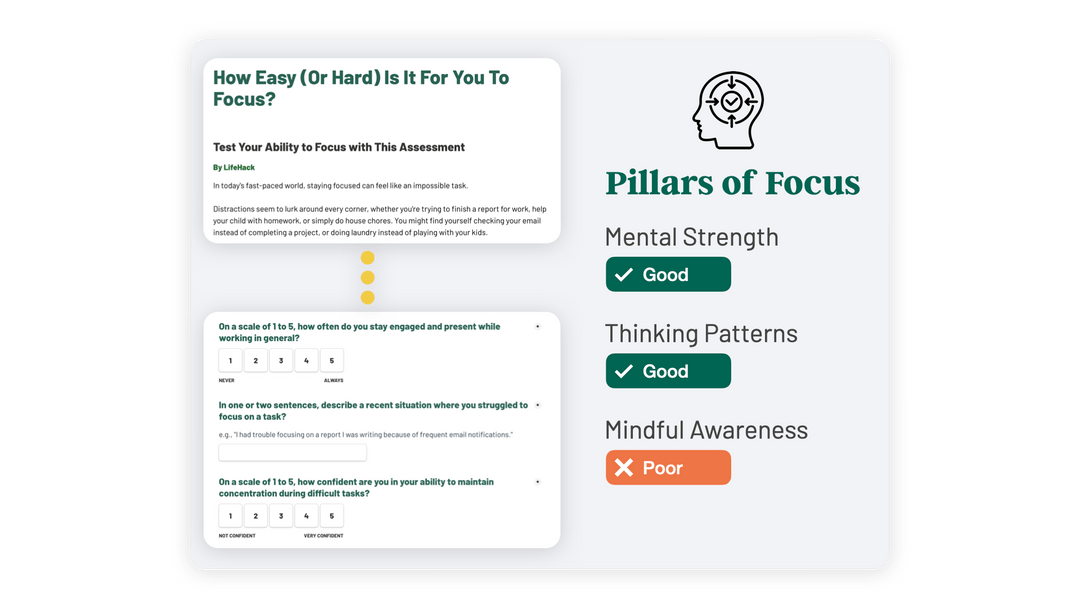 How Easy (Or Hard) Is It For You To
Focus?
Test Your Ability to Focus with This Assessment
By LifeHack
In today's fast-paced world, staying focused can feel like an impossible task.
Distractions seem to lurk around every corner, whether you're trying to finish a report for work, help
your child with homework, or simply do house chores. You might find yourself checking your email
instead of completing a project, or doing laundry instead of playing with your kids.
On a scale of 1 to 5, how often do you stay engaged and present while
working in general?
1 2 3 4 5
NEVER ALWAYS
In one or two sentences, describe a recent situation where you struggled to
focus on a task?
e.g., "I had trouble focusing on a report I was writing because of frequent email notifications."
On a scale of 1 to 5, how confident are you in your ability to maintain
concentration during difficult tasks?
1 2 3 4 5
NOT CONFIDENT VERY CONFIDENT
Pillars of Focus
Mental Strength
Good
Thinking Patterns
Good
Mindful Awareness
Poor